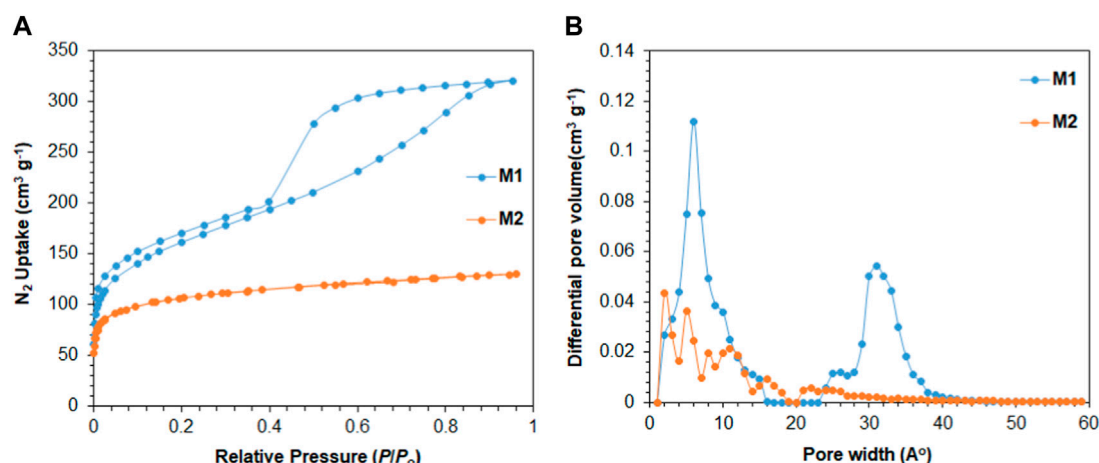 A
350
300
250
200
150
100
50
0
N₂ Uptake (cm³ g⁻¹)
M1
M2
0
0.2
0.4
0.6
0.8
1
Relative Pressure (P/P₀)
B
0.14
0.12
0.1
0.08
0.06
0.04
0.02
0
Differential pore volume(cm³ g⁻¹)
M1
M2
0
10
20
30
40
50
60
Pore width (Aº)